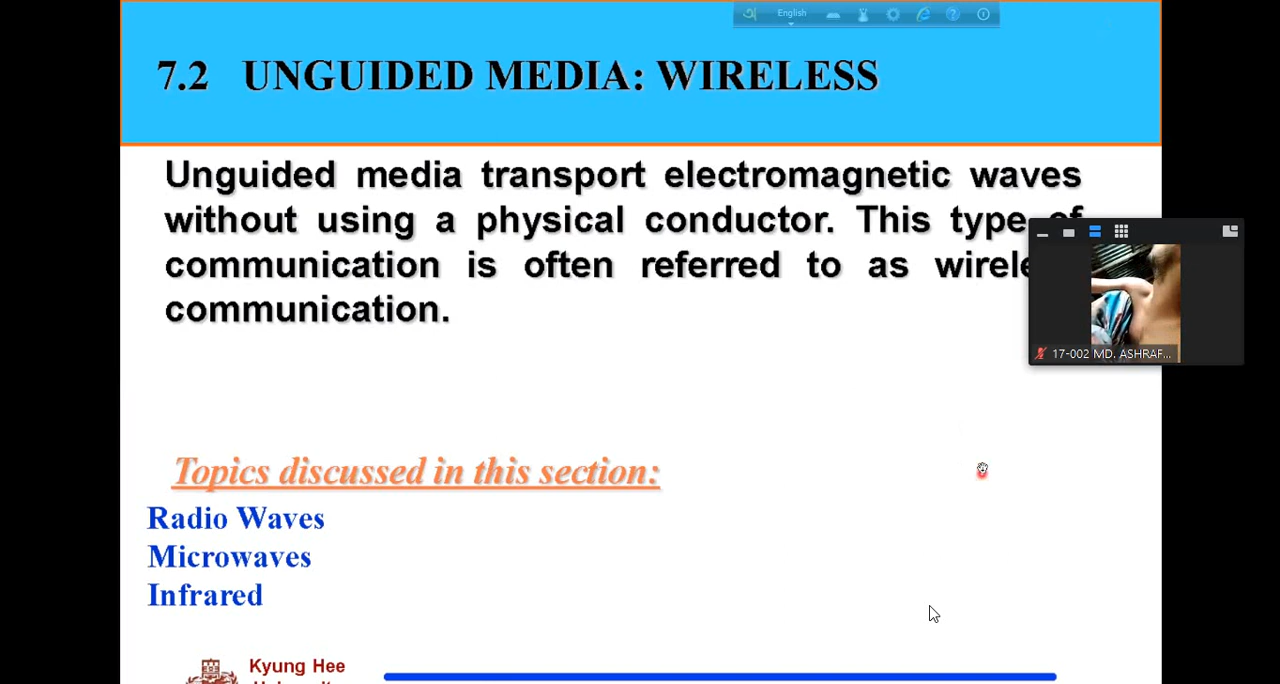 অ English
7.2 UNGUIDED MEDIA: WIRELESS
Unguided media transport electromagnetic waves
without using a physical conductor. This type of
communication is often referred to as
communication.
17-002 MD. ASHRAF...
Topics discussed in this section:
Radio Waves
Microwaves
Infrared
Kyung Hee